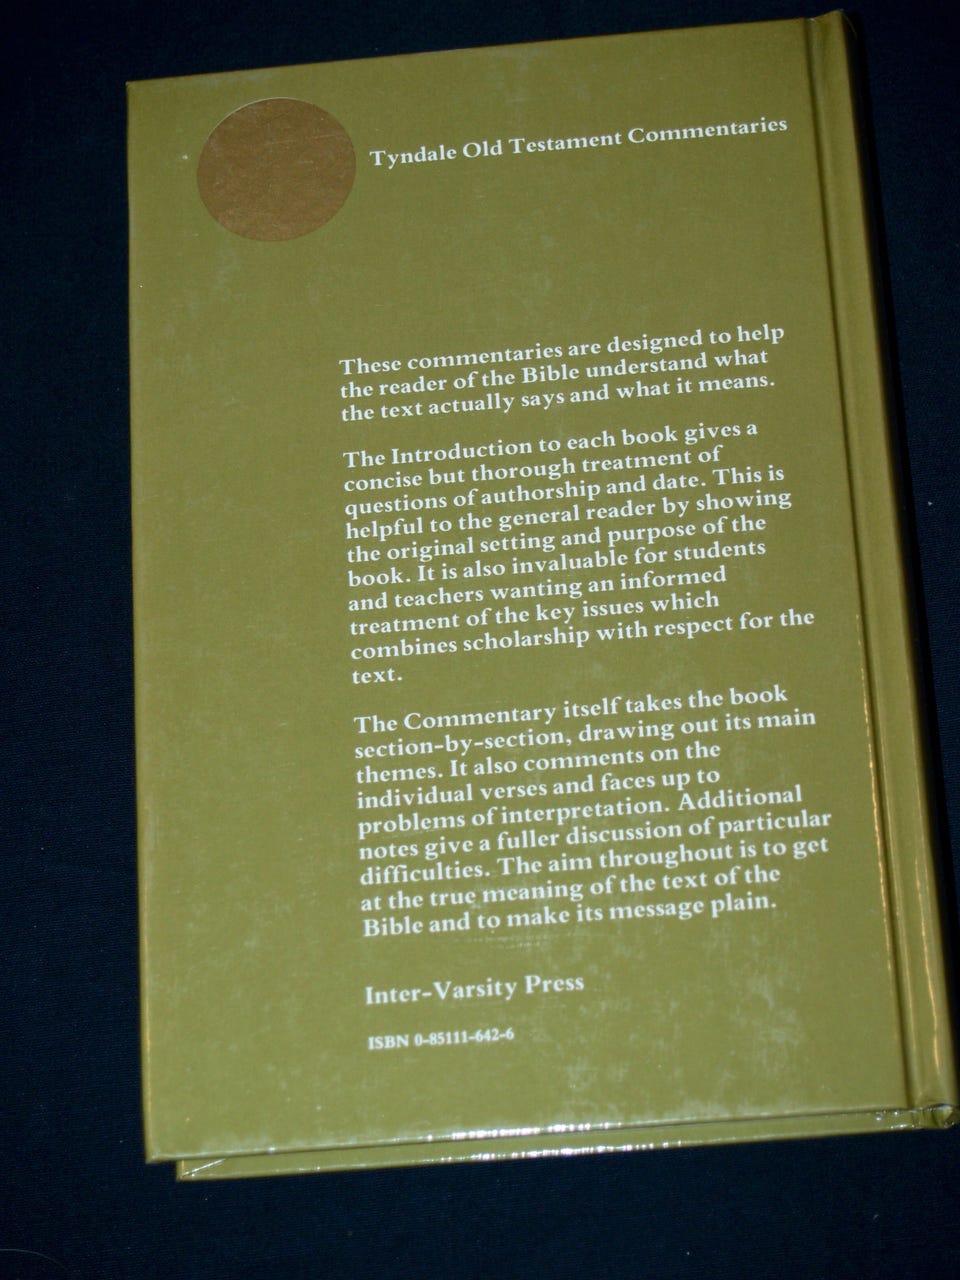 Tyndale Old Testament Commentaries
These commentaries are designed to help
the reader of the Bible understand what
the text actually says and what it means.
The Introduction to each book gives a
concise but thorough treatment of
questions of authorship and date. This is
helpful to the general reader by showing
the original setting and purpose of the
book. It is also invaluable for students
and teachers wanting an informed
treatment of the key issues which
combines scholarship with respect for the
text.
The Commentary itself takes the book
section-by-section, drawing out its main
themes. It also comments on the
individual verses and faces up to
problems of interpretation. Additional
notes give a fuller discussion of particular
difficulties. The aim throughout is to get
at the true meaning of the text of the
Bible and to make its message plain.
Inter-Varsity Press
ISBN 0-85111-642-6